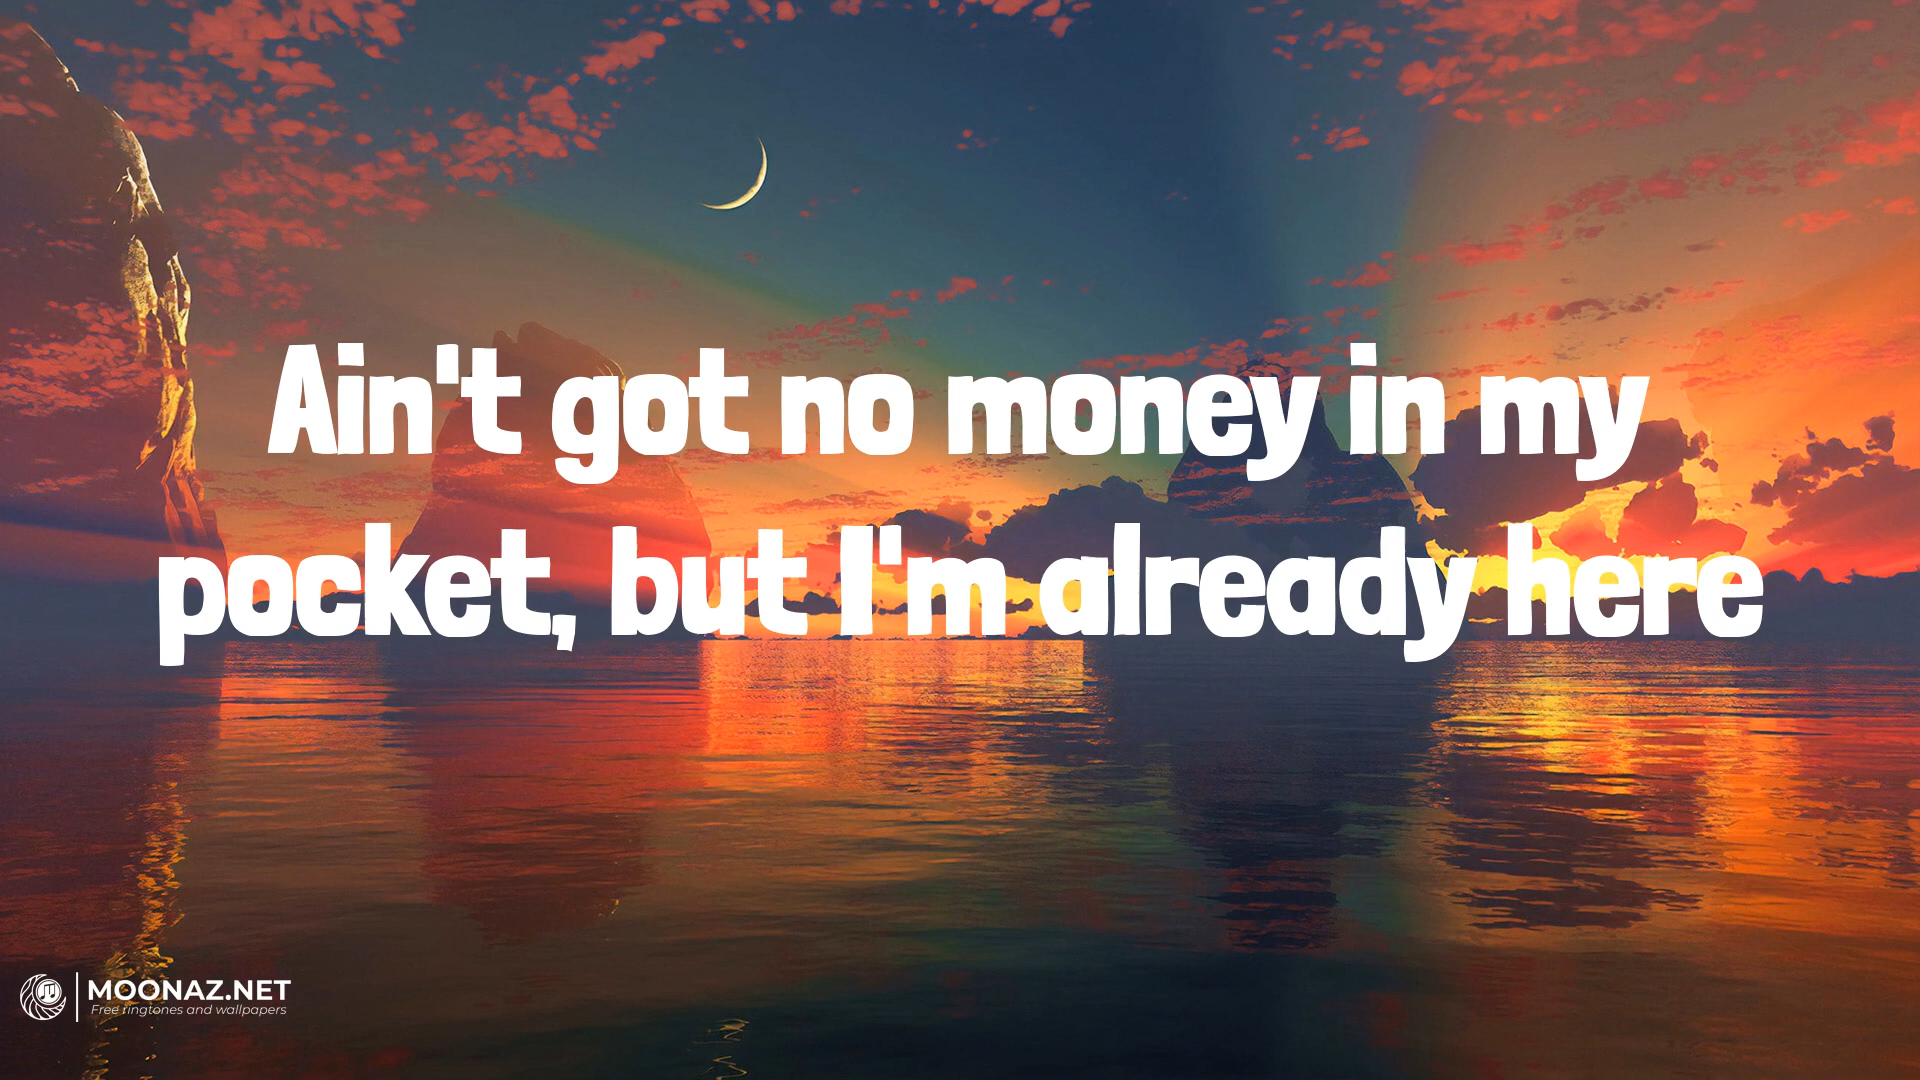 Ain't got no money in my
pocket, but I'm already here
MOONAZ.NET
Free ringtones and wallpapers